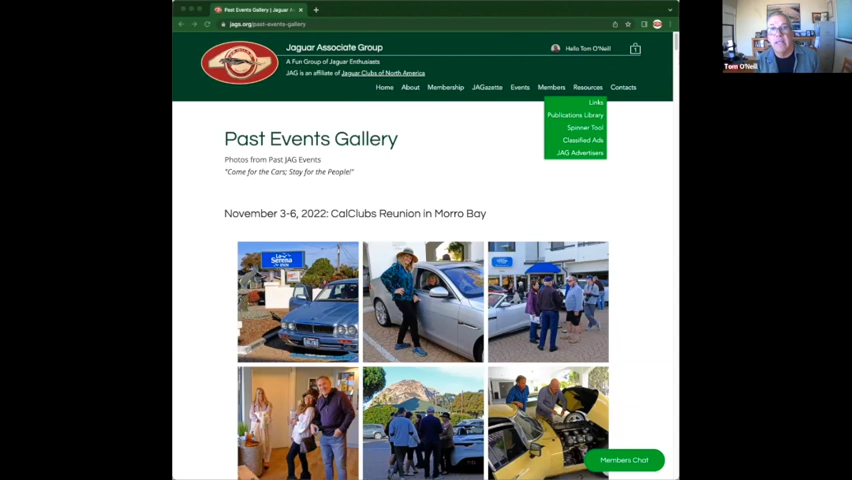 Past Events Gallery | Jaguar A
jags.org/past-events-gallery
Jaguar Associate Group
Hello Tom O'Neill
1
A Fun Group of Jaguar Enthusiasts
JAG is an affiliate of Jaguar Clubs of North America
Home About Membership JAGazette Events Members Resources Contacts
Links
Publications Library
Spinner Tool
Classified Ads
JAG Advertisers
Past Events Gallery
Photos from Past JAG Events
"Come for the Cars; Stay for the People!"
November 3-6, 2022: CalClubs Reunion in Morro Bay
La Serena
Inn
Members Chat
Tom O'Neill